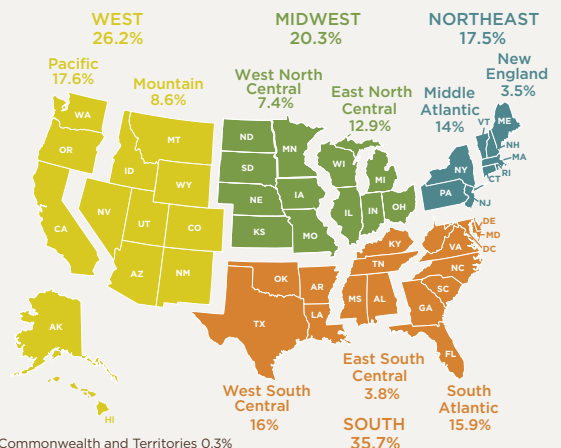 WEST
26.2%
MIDWEST
20.3%
NORTHEAST
17.5%
Pacific
17.6%
Mountain
8.6%
West North
Central
7.4%
East North
Central
12.9%
Middle
Atlantic
14%
New
England
3.5%
WA
OR
CA
NV
ID
MT
WY
UT
CO
AZ
NM
AK
HI
ND
SD
NE
KS
MN
IA
MO
WI
MI
IL
IN
OH
VT
ME
NH
MA
RI
CT
NY
PA
NJ
DE
MD
DC
VA
NC
SC
GA
FL
KY
TN
MS
AL
OK
AR
TX
LA
West South
Central
16%
East South
Central
3.8%
South
Atlantic
15.9%
SOUTH
35.7%
Commonwealth and Territories 0.3%